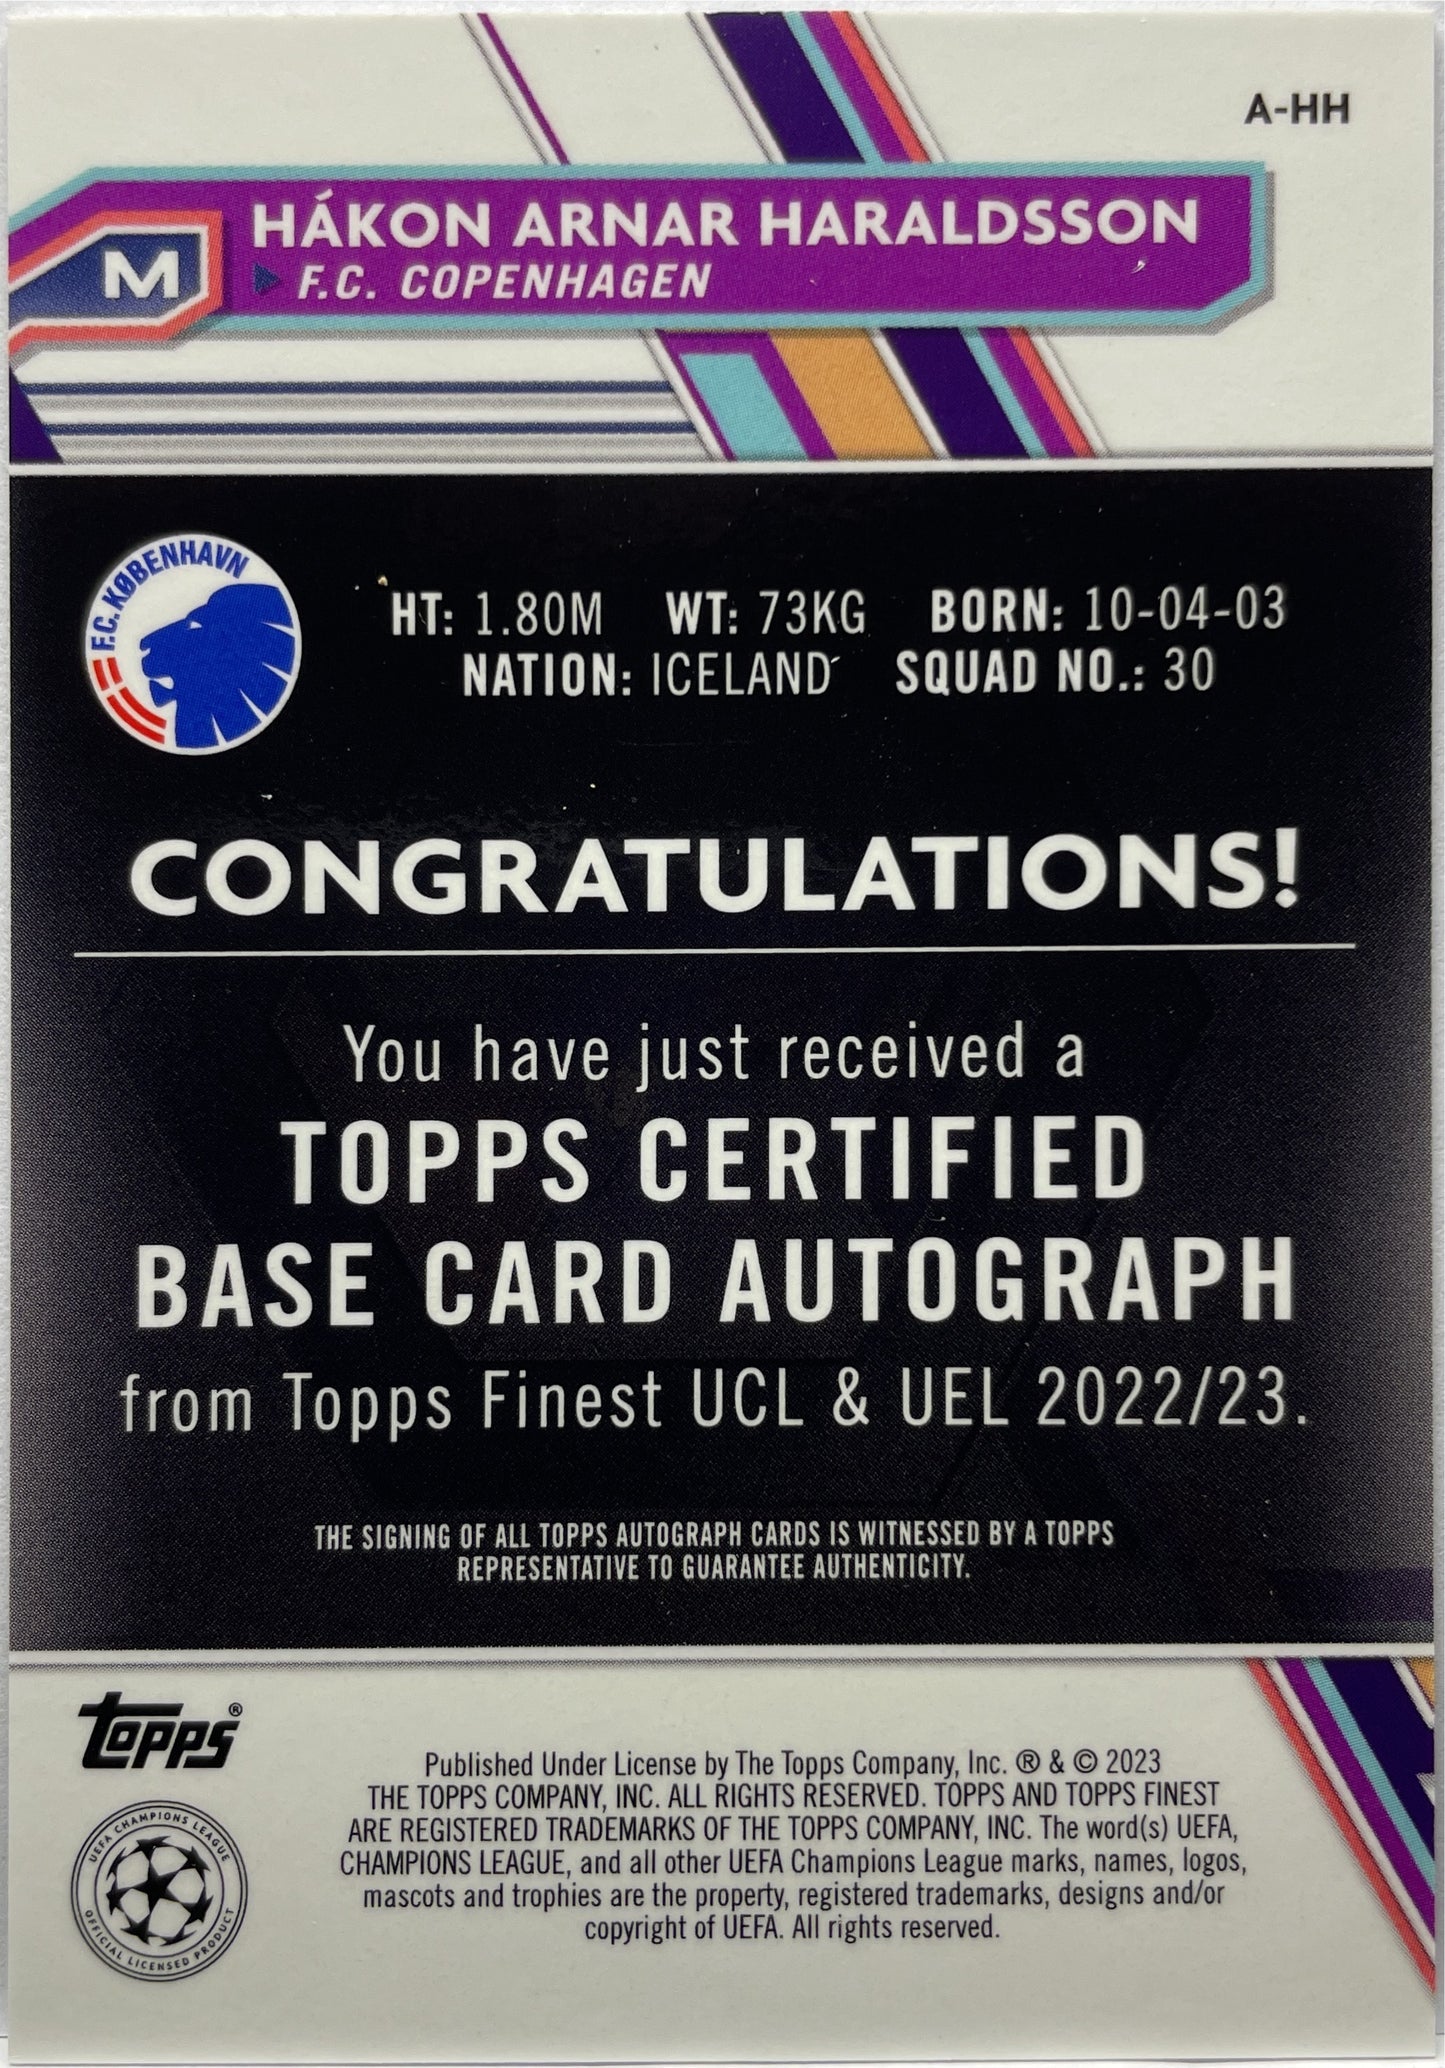 A-HH
HÁKON ARNAR HARALDSSON
M
F.C. COPENHAGEN
F.C. KØBENHAVN
HT: 1.80M WT: 73KG BORN: 10-04-03
NATION: ICELAND SQUAD NO.: 30
CONGRATULATIONS!
You have just received a
TOPPS CERTIFIED
BASE CARD AUTOGRAPH
from Topps Finest UCL & UEL 2022/23.
THE SIGNING OF ALL TOPPS AUTOGRAPH CARDS IS WITNESSED BY A TOPPS
REPRESENTATIVE TO GUARANTEE AUTHENTICITY.
Topps®
UEFA CHAMPIONS LEAGUE
OFFICIAL LICENSED PRODUCT
Published Under License by The Topps Company, Inc. ® & © 2023
THE TOPPS COMPANY, INC. ALL RIGHTS RESERVED. TOPPS AND TOPPS FINEST
ARE REGISTERED TRADEMARKS OF THE TOPPS COMPANY, INC. The word(s) UEFA,
CHAMPIONS LEAGUE, and all other UEFA Champions League marks, names, logos,
mascots and trophies are the property, registered trademarks, designs and/or
copyright of UEFA. All rights reserved.